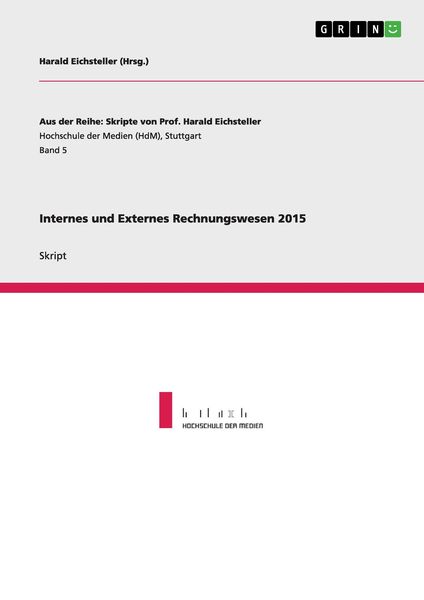 GRIN
Harald Eichsteller (Hrsg.)
Aus der Reihe: Skripte von Prof. Harald Eichsteller
Hochschule der Medien (HdM), Stuttgart
Band 5
Internes und Externes Rechnungswesen 2015
Skript
HOCHSCHULE DER MEDIEN